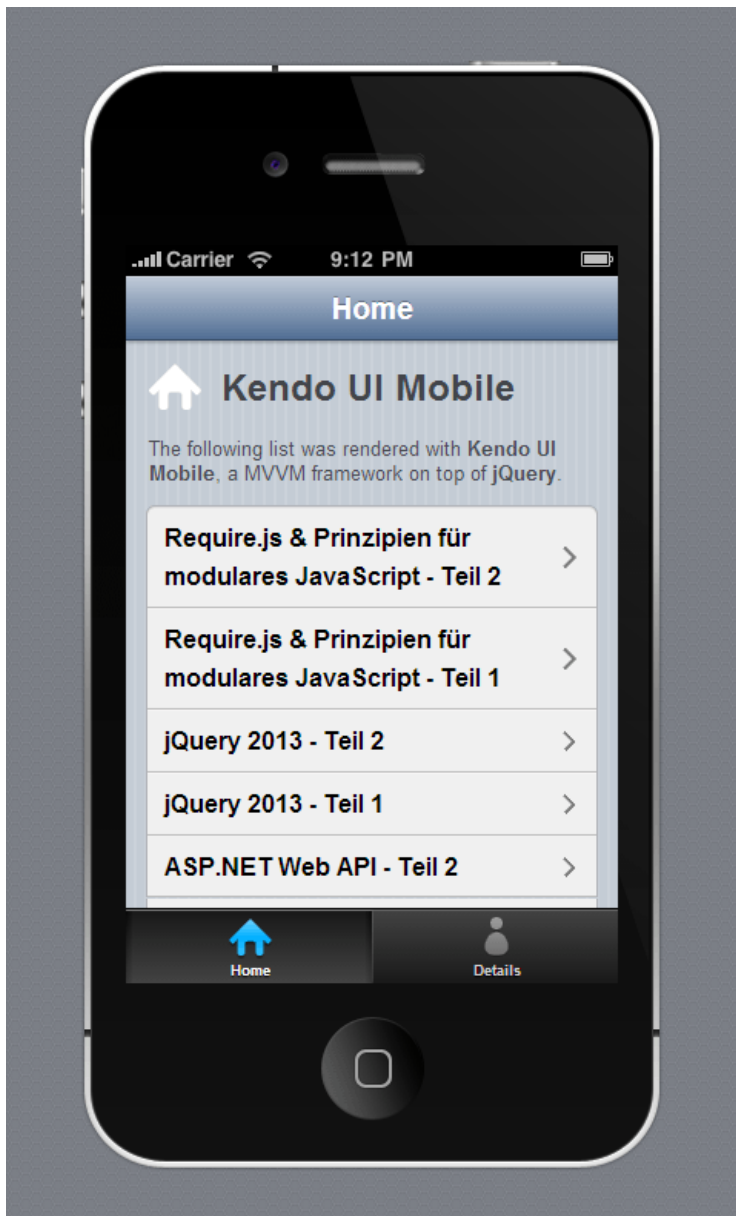 Carrier 9:12 PM
Home
Kendo UI Mobile
The following list was rendered with Kendo UI
Mobile, a MVVM framework on top of jQuery.
Require.js & Prinzipien für
modulares JavaScript - Teil 2
Require.js & Prinzipien für
modulares JavaScript - Teil 1
jQuery 2013 - Teil 2
jQuery 2013 - Teil 1
ASP.NET Web API - Teil 2
Home Details